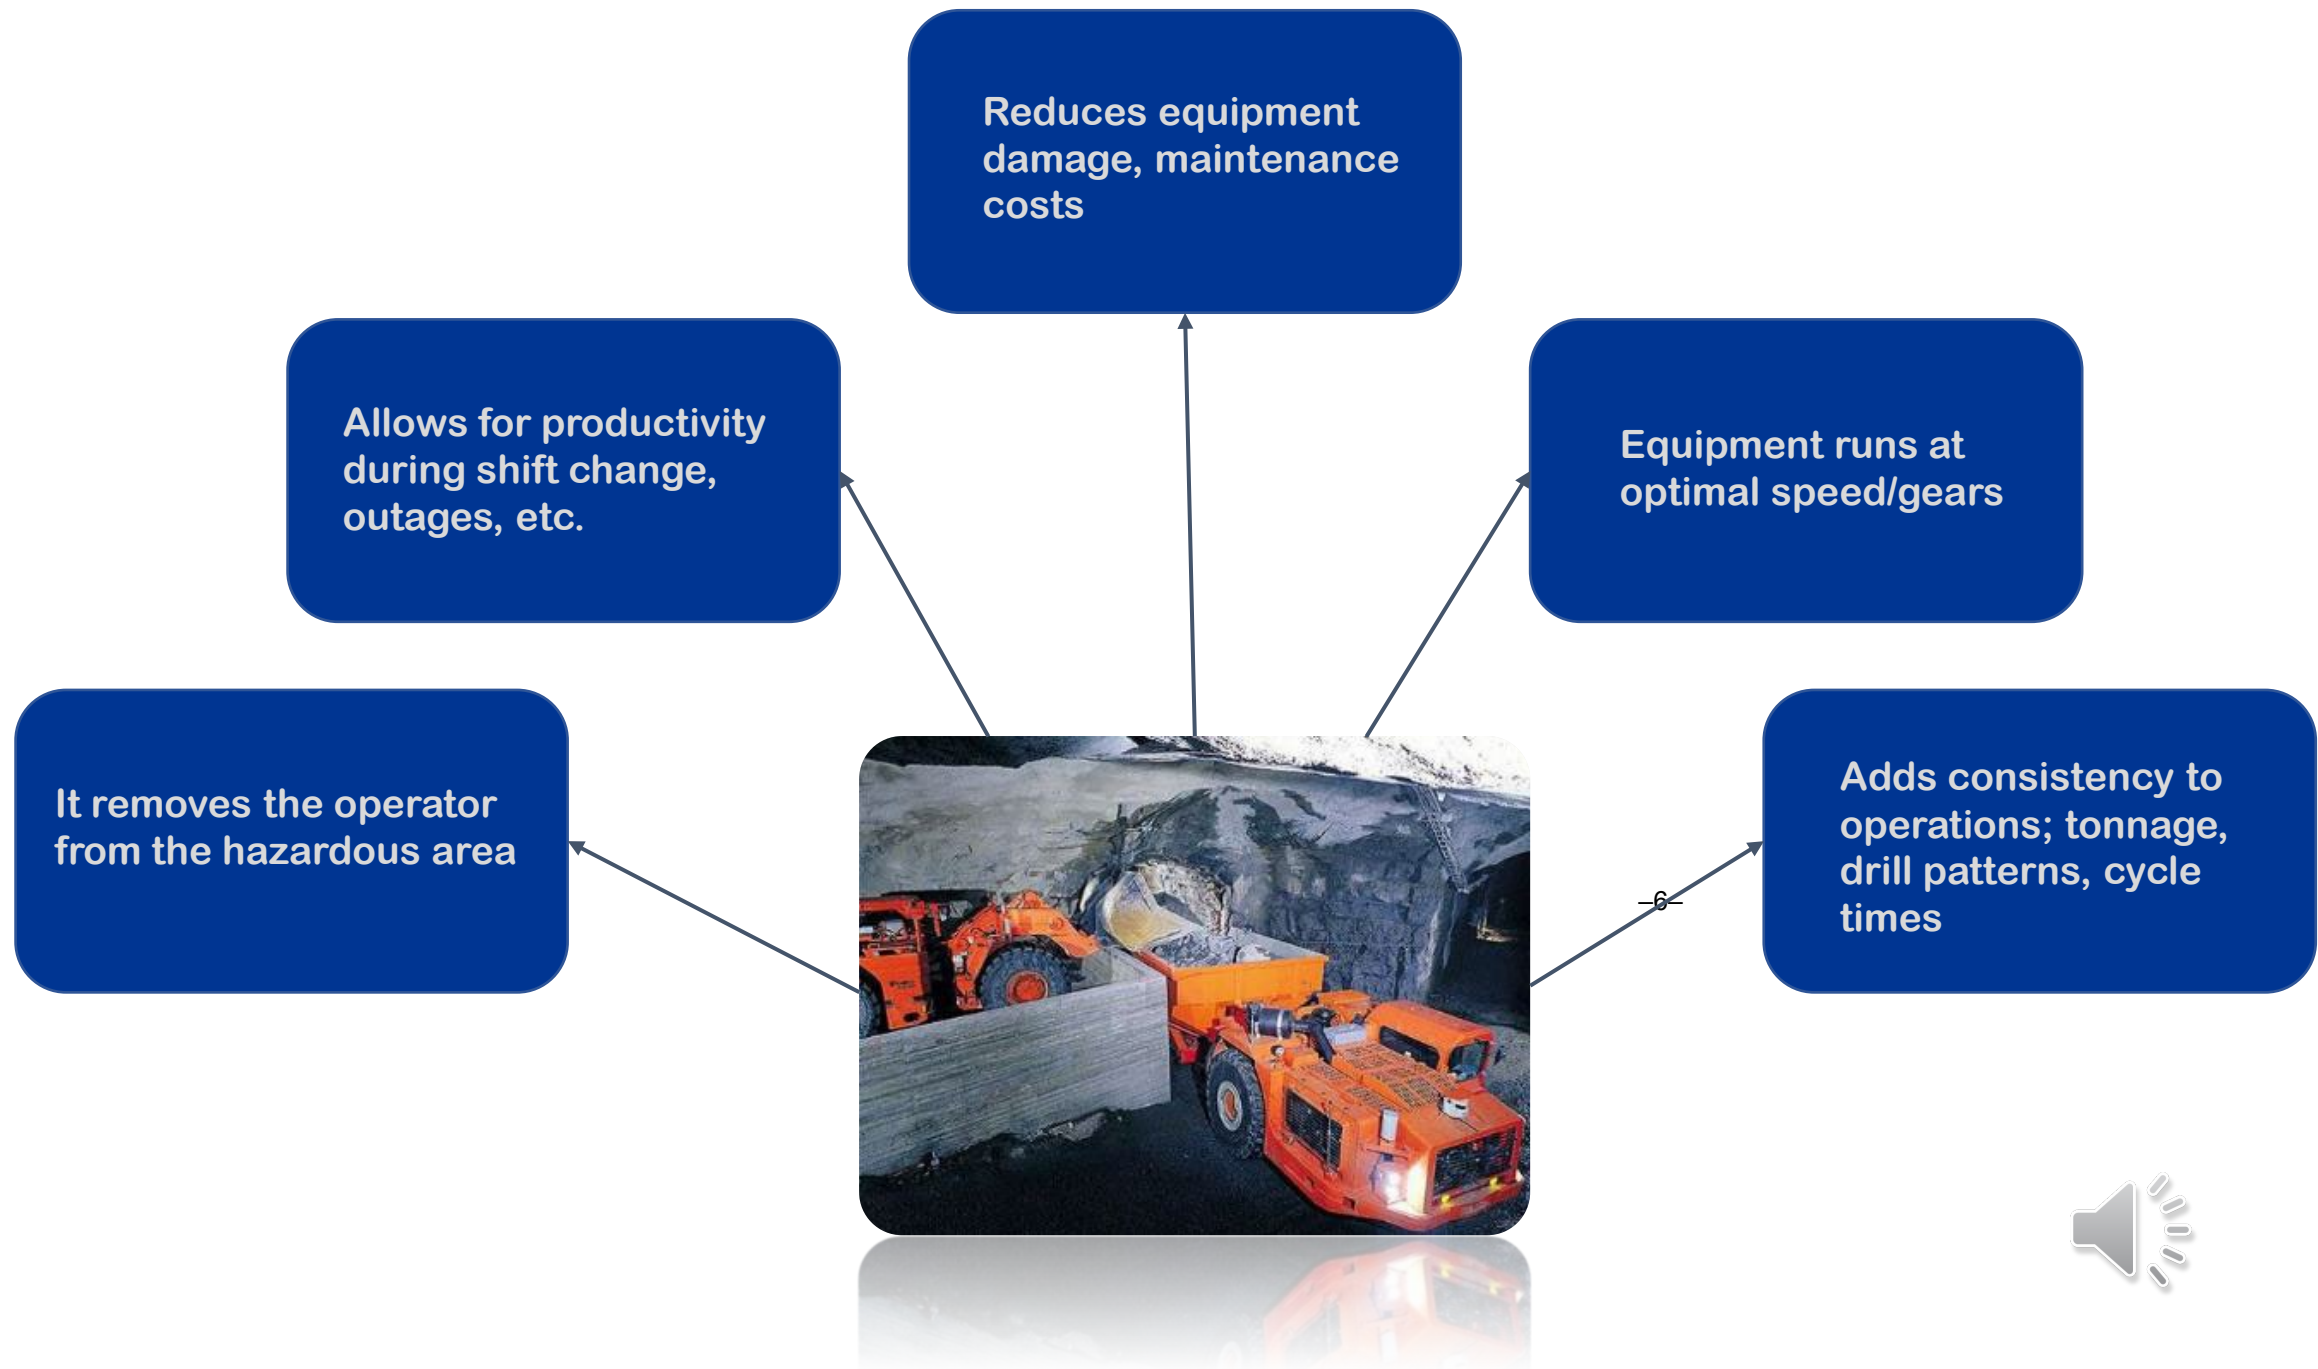 Reduces equipment
damage, maintenance
costs
Allows for productivity
during shift change,
outages, etc.
Equipment runs at
optimal speed/gears
It removes the operator
from the hazardous area
Adds consistency to
operations; tonnage,
drill patterns, cycle
times
–6–